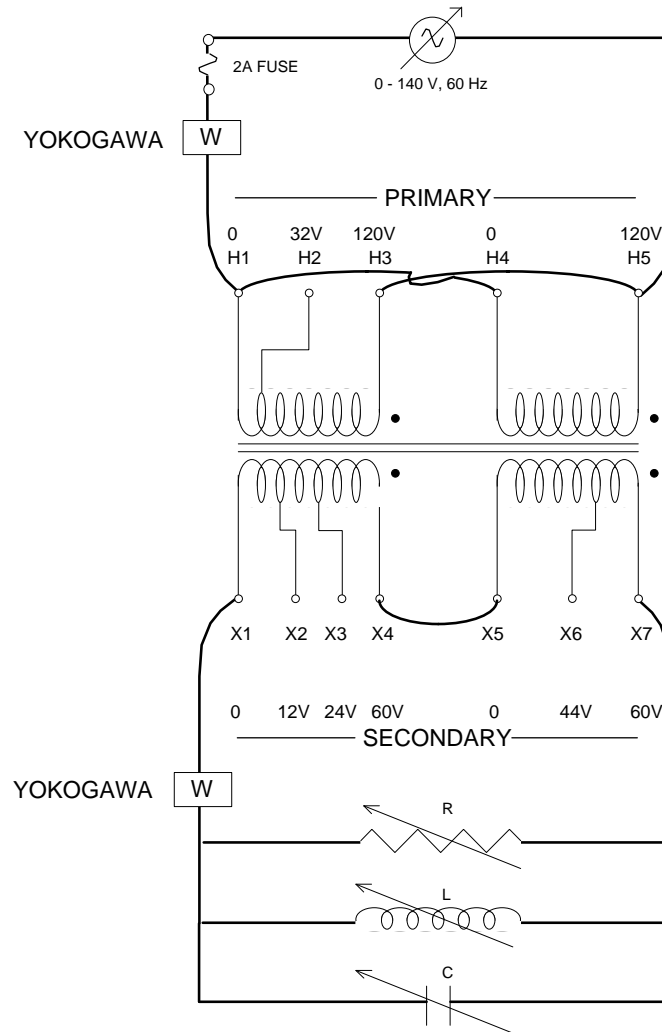 2A FUSE
0 - 140 V, 60 Hz
YOKOGAWA W
PRIMARY
0 32V 120V 0 120V
H1 H2 H3 H4 H5
X1 X2 X3 X4 X5 X6 X7
0 12V 24V 60V 0 44V 60V
SECONDARY
YOKOGAWA W
R
L
C